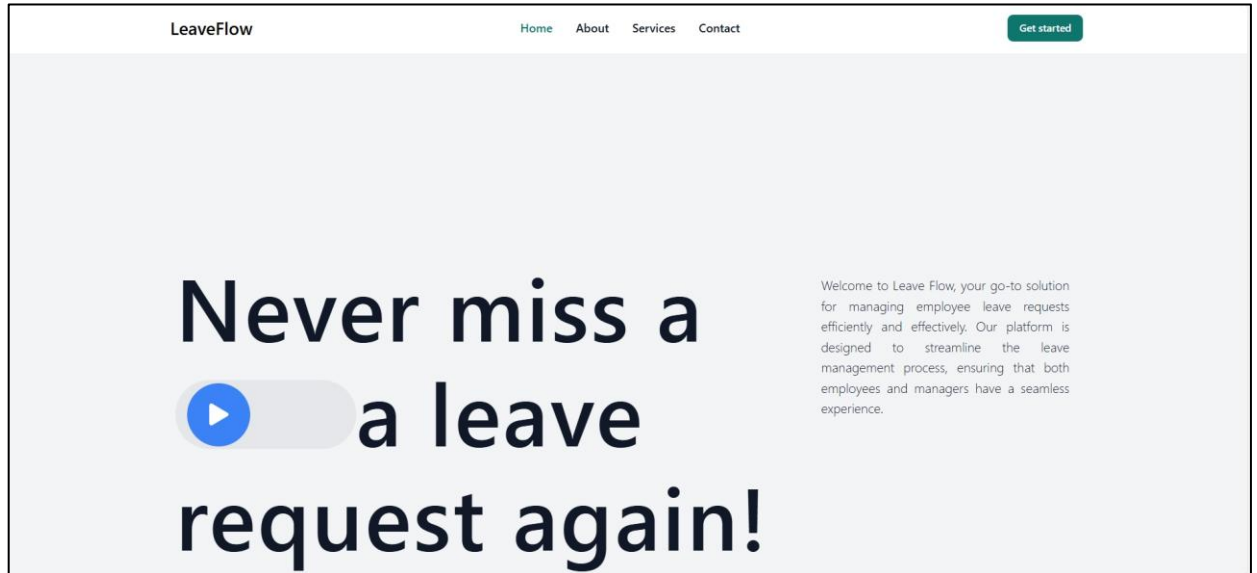 LeaveFlow
Home About Services Contact
Get started
Never miss a
a leave
request again!
Welcome to Leave Flow, your go-to solution
for managing employee leave requests
efficiently and effectively. Our platform is
designed to streamline the leave
management process, ensuring that both
employees and managers have a seamless
experience.